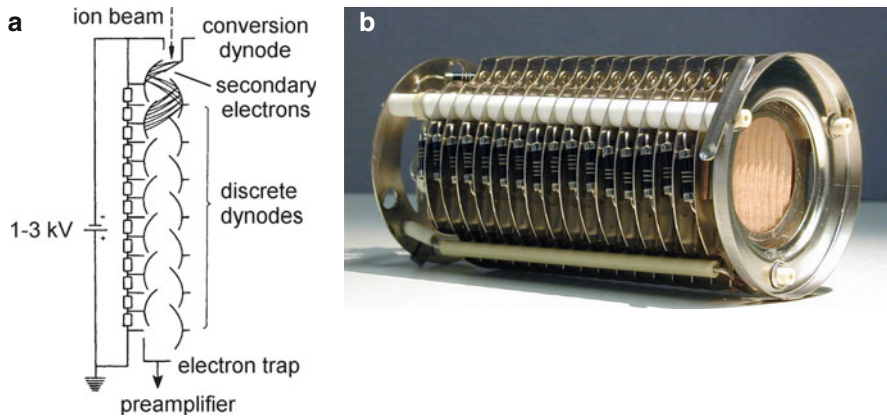 a
ion beam
conversion
dynode
secondary
electrons
discrete
dynodes
1-3 kV
-
+
electron trap
preamplifier
b